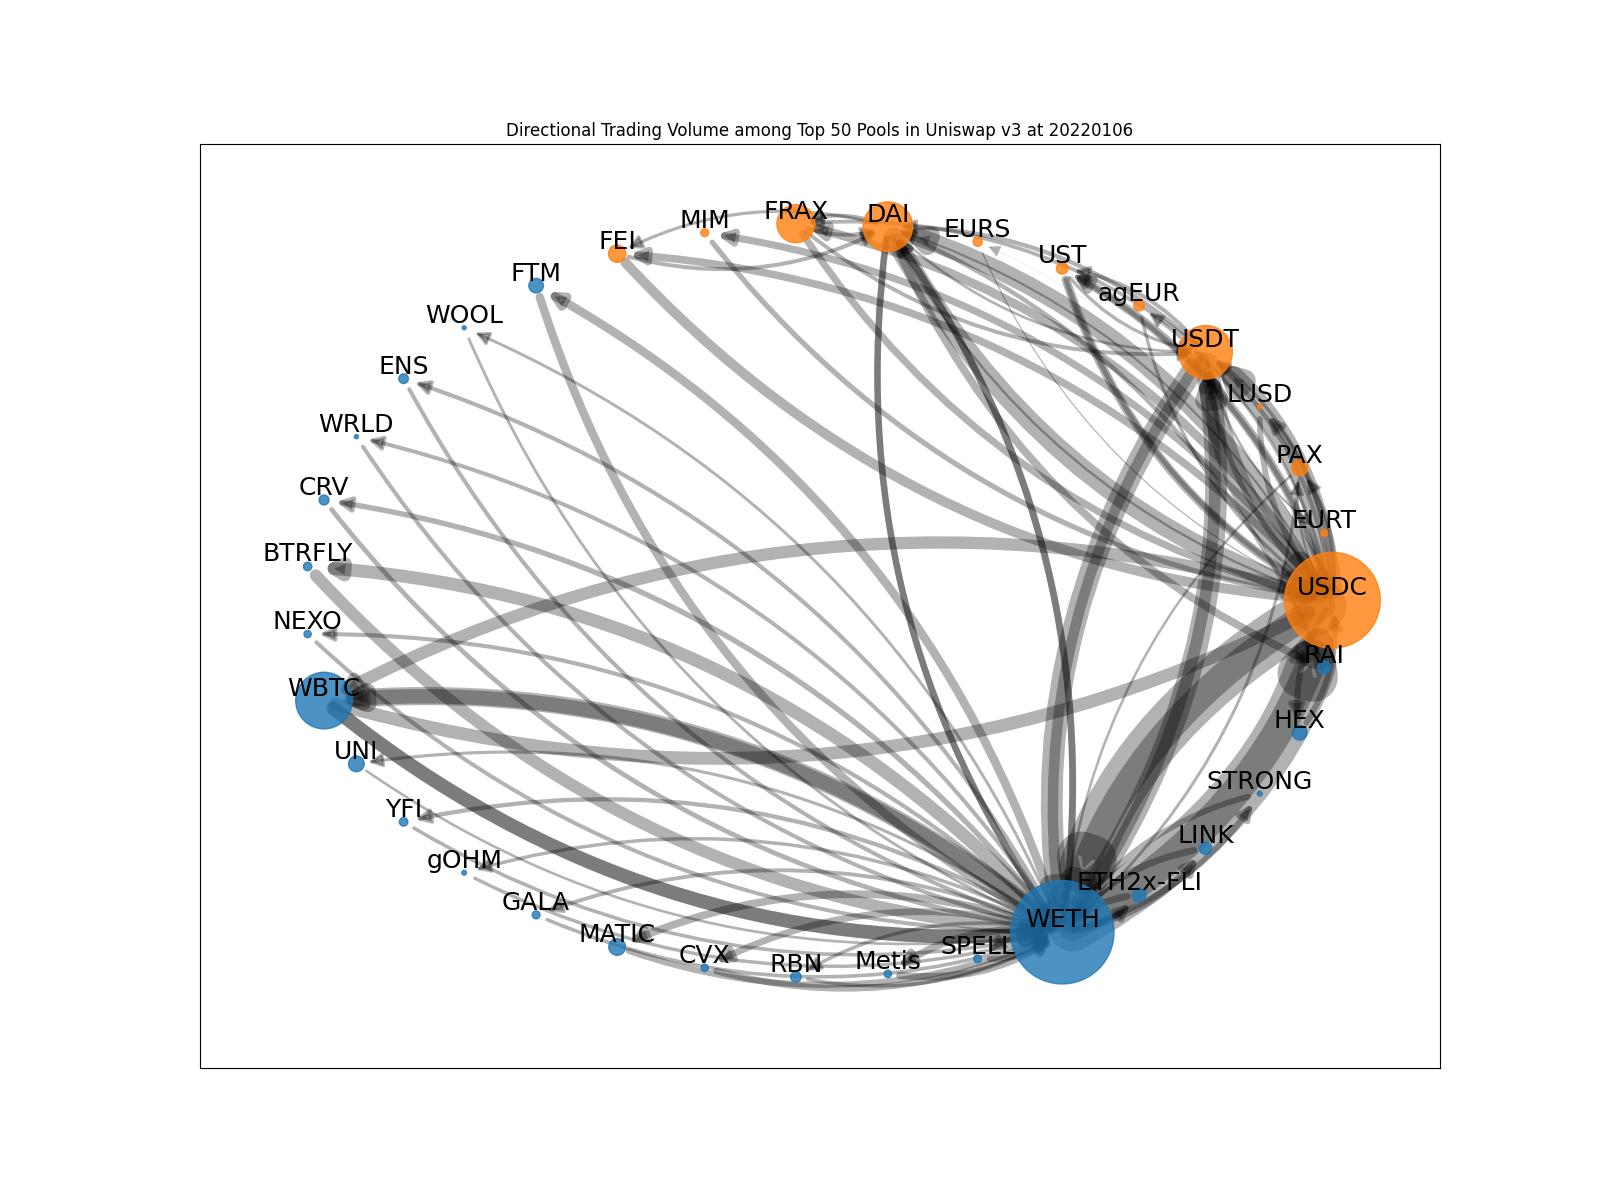 Directional Trading Volume among Top 50 Pools in Uniswap v3 at 20220106
FRAX
DAI
MIM
EURS
FEI
UST
FTM
agEUR
WOOL
USDT
ENS
LUSD
WRLD
PAX
CRV
EURT
BTRFLY
USDC
NEXO
RAI
WBTC
HEX
UNI
STRONG
YFI
LINK
gOHM
ETH2x-FLI
GALA
WETH
MATIC
SPELL
CVX
Metis
RBN